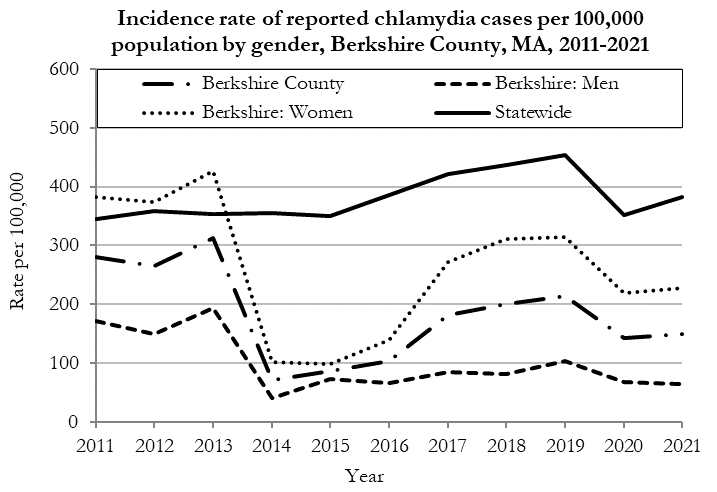 Incidence rate of reported chlamydia cases per 100,000
population by gender, Berkshire County, MA, 2011-2021
Berkshire County
Berkshire: Men
Berkshire: Women
Statewide
Rate per 100,000
600
500
400
300
200
100
0
2011 2012 2013 2014 2015 2016 2017 2018 2019 2020 2021
Year